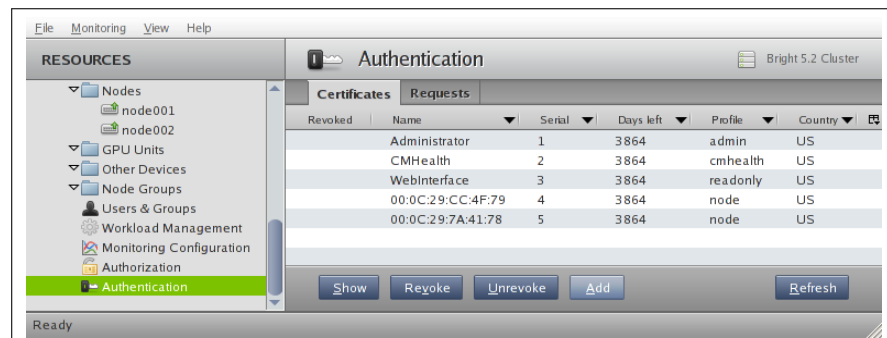 File Monitoring View Help
RESOURCES
Authentication
Bright 5.2 Cluster
Nodes
node001
node002
GPU Units
Other Devices
Node Groups
Users & Groups
Workload Management
Monitoring Configuration
Authorization
Authentication
Certificates Requests
Revoked Name Serial Days left Profile Country
Administrator 1 3864 admin US
CMHealth 2 3864 cmhealth US
WebInterface 3 3864 readonly US
00:0C:29:CC:4F:79 4 3864 node US
00:0C:29:7A:41:78 5 3864 node US
Show Revoke Unrevoke Add Refresh
Ready